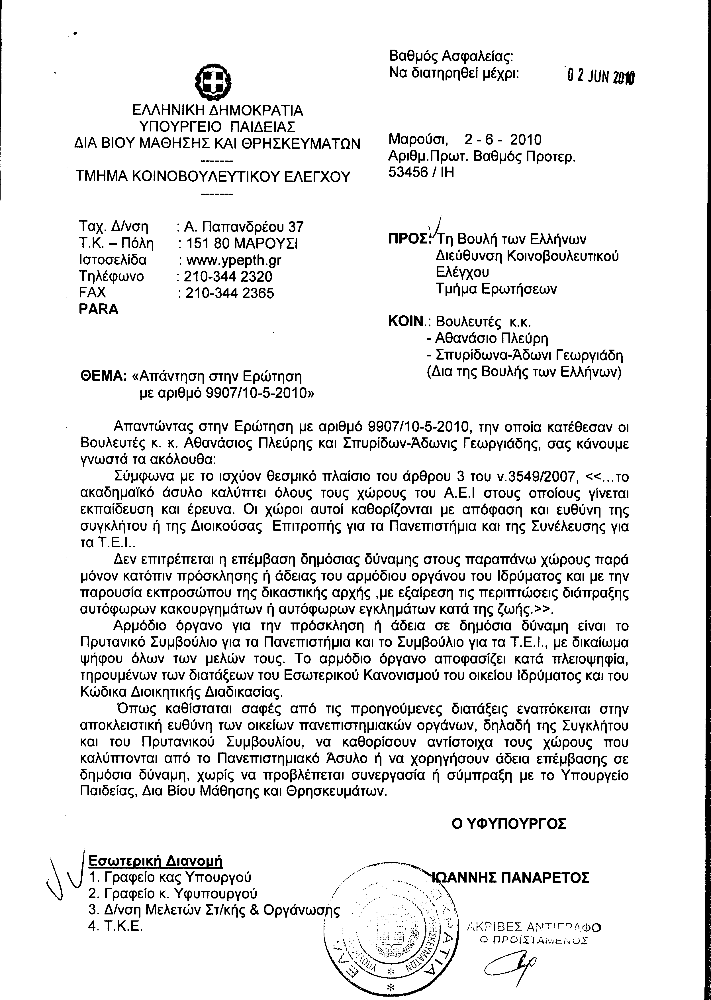 Βαθμός Ασφαλείας:
Να διατηρηθεί μέχρι: 02 JUN 2010
ΕΛΛΗΝΙΚΗ ΔΗΜΟΚΡΑΤΙΑ
ΥΠΟΥΡΓΕΙΟ ΠΑΙΔΕΙΑΣ
ΔΙΑ ΒΙΟΥ ΜΑΘΗΣΗΣ ΚΑΙ ΘΡΗΣΚΕΥΜΑΤΩΝ
-------
ΤΜΗΜΑ ΚΟΙΝΟΒΟΥΛΕΥΤΙΚΟΥ ΕΛΕΓΧΟΥ
-------
Μαρούσι, 2 - 6 - 2010
Αριθμ.Πρωτ. Βαθμός Προτερ.
53456 / ΙΗ
Ταχ. Δ/νση : Α. Παπανδρέου 37
Τ.Κ. – Πόλη : 151 80 ΜΑΡΟΥΣΙ
Ιστοσελίδα : www.ypepth.gr
Τηλέφωνο : 210-344 2320
FAX : 210-344 2365
PARA
ΠΡΟΣ: Τη Βουλή των Ελλήνων
Διεύθυνση Κοινοβουλευτικού
Ελέγχου
Τμήμα Ερωτήσεων
ΚΟΙΝ.: Βουλευτές κ.κ.
- Αθανάσιο Πλεύρη
- Σπυρίδωνα-Άδωνι Γεωργιάδη
(Δια της Βουλής των Ελλήνων)
ΘΕΜΑ: «Απάντηση στην Ερώτηση
με αριθμό 9907/10-5-2010»
Απαντώντας στην Ερώτηση με αριθμό 9907/10-5-2010, την οποία κατέθεσαν οι
Βουλευτές κ. κ. Αθανάσιος Πλεύρης και Σπυρίδων-Άδωνις Γεωργιάδης, σας κάνουμε
γνωστά τα ακόλουθα:
Σύμφωνα με το ισχύον θεσμικό πλαίσιο του άρθρου 3 του ν.3549/2007, <<...το
ακαδημαϊκό άσυλο καλύπτει όλους τους χώρους του Α.Ε.Ι στους οποίους γίνεται
εκπαίδευση και έρευνα. Οι χώροι αυτοί καθορίζονται με απόφαση και ευθύνη της
συγκλήτου ή της Διοικούσας Επιτροπής για τα Πανεπιστήμια και της Συνέλευσης για
τα Τ.Ε.Ι..
Δεν επιτρέπεται η επέμβαση δημόσιας δύναμης στους παραπάνω χώρους παρά
μόνον κατόπιν πρόσκλησης ή άδειας του αρμόδιου οργάνου του Ιδρύματος και με την
παρουσία εκπροσώπου της δικαστικής αρχής ,με εξαίρεση τις περιπτώσεις διάπραξης
αυτόφωρων κακουργημάτων ή αυτόφωρων εγκλημάτων κατά της ζωής.>>.
Αρμόδιο όργανο για την πρόσκληση ή άδεια σε δημόσια δύναμη είναι το
Πρυτανικό Συμβούλιο για τα Πανεπιστήμια και το Συμβούλιο για τα Τ.Ε.Ι., με δικαίωμα
ψήφου όλων των μελών τους. Το αρμόδιο όργανο αποφασίζει κατά πλειοψηφία,
τηρουμένων των διατάξεων του Εσωτερικού Κανονισμού του οικείου Ιδρύματος και του
Κώδικα Διοικητικής Διαδικασίας.
Όπως καθίσταται σαφές από τις προηγούμενες διατάξεις εναπόκειται στην
αποκλειστική ευθύνη των οικείων πανεπιστημιακών οργάνων, δηλαδή της Συγκλήτου
και του Πρυτανικού Συμβουλίου, να καθορίσουν αντίστοιχα τους χώρους που
καλύπτονται από το Πανεπιστημιακό Άσυλο ή να χορηγήσουν άδεια επέμβασης σε
δημόσια δύναμη, χωρίς να προβλέπεται συνεργασία ή σύμπραξη με το Υπουργείο
Παιδείας, Δια Βίου Μάθησης και Θρησκευμάτων.
Ο ΥΦΥΠΟΥΡΓΟΣ
ΙΩΑΝΝΗΣ ΠΑΝΑΡΕΤΟΣ
Εσωτερική Διανομή
1. Γραφείο κας Υπουργού
2. Γραφείο κ. Υφυπουργού
3. Δ/νση Μελετών Στ/κής & Οργάνωσης
4. Τ.Κ.Ε.
ΑΚΡΙΒΕΣ ΑΝΤΙΓΡΑΦΟ
Ο ΠΡΟΪΣΤΑΜΕΝΟΣ